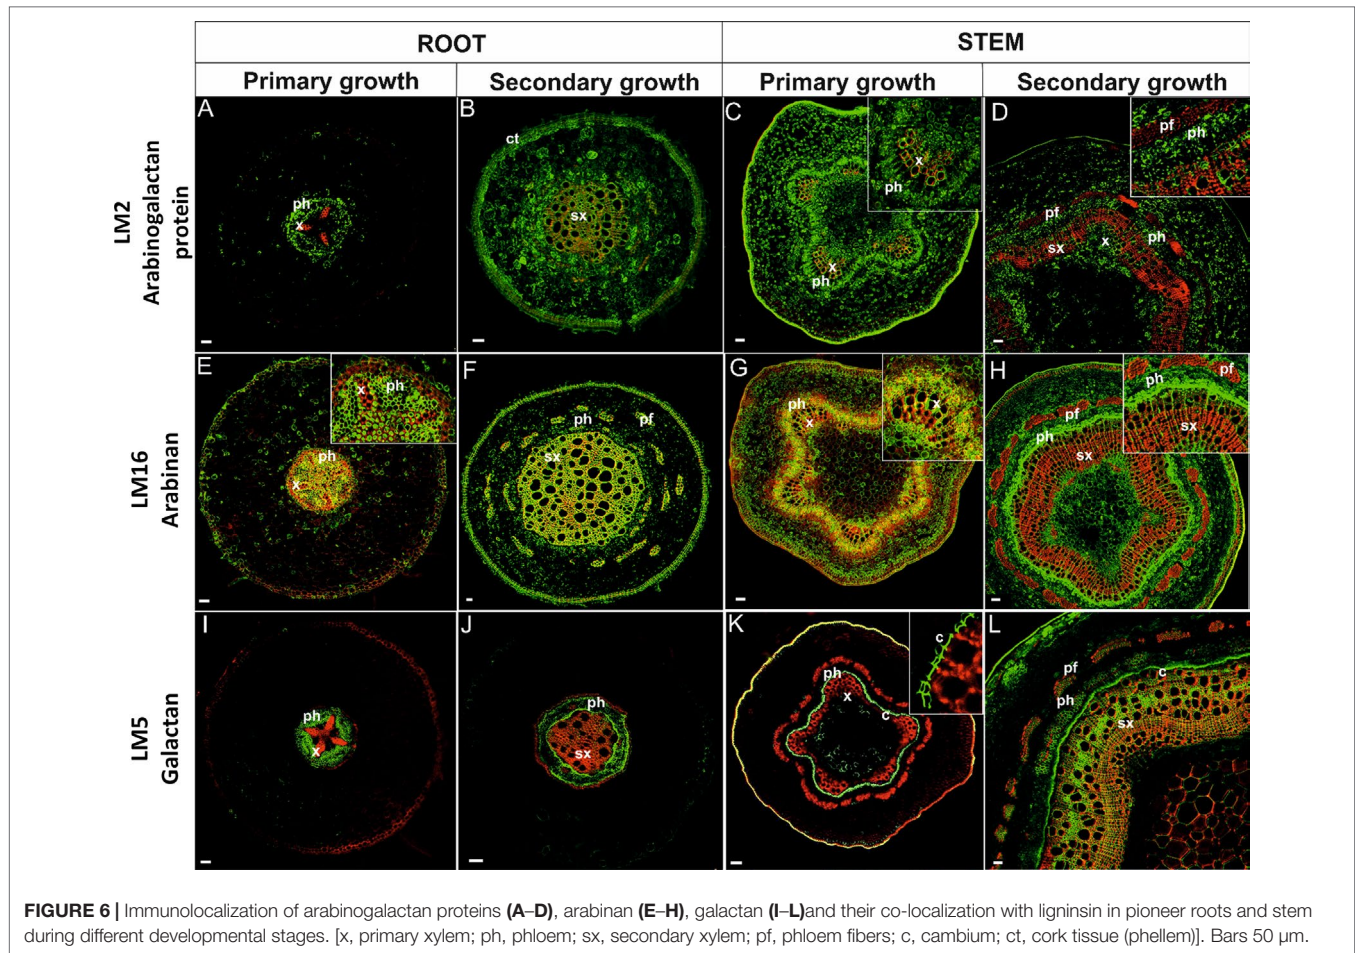 ROOT STEM
Primary growth Secondary growth Primary growth Secondary growth
LM2
Arabinogalactan
protein
A
ph
x
B
ct
sx
C
x
ph
x
ph
D
pf
ph
pf
sx
x
ph
LM16
Arabinan
E
x
ph
ph
x
F
ph
pf
sx
G
ph
x
x
H
ph
pf
sx
pf
ph
sx
LM5
Galactan
I
ph
x
J
ph
sx
K
c
ph
x
c
L
pf
c
ph
sx
FIGURE 6 | Immunolocalization of arabinogalactan proteins (A–D), arabinan (E–H), galactan (I–L)and their co-localization with ligninsin in pioneer roots and stem
during different developmental stages. [x, primary xylem; ph, phloem; sx, secondary xylem; pf, phloem fibers; c, cambium; ct, cork tissue (phellem)]. Bars 50 µm.